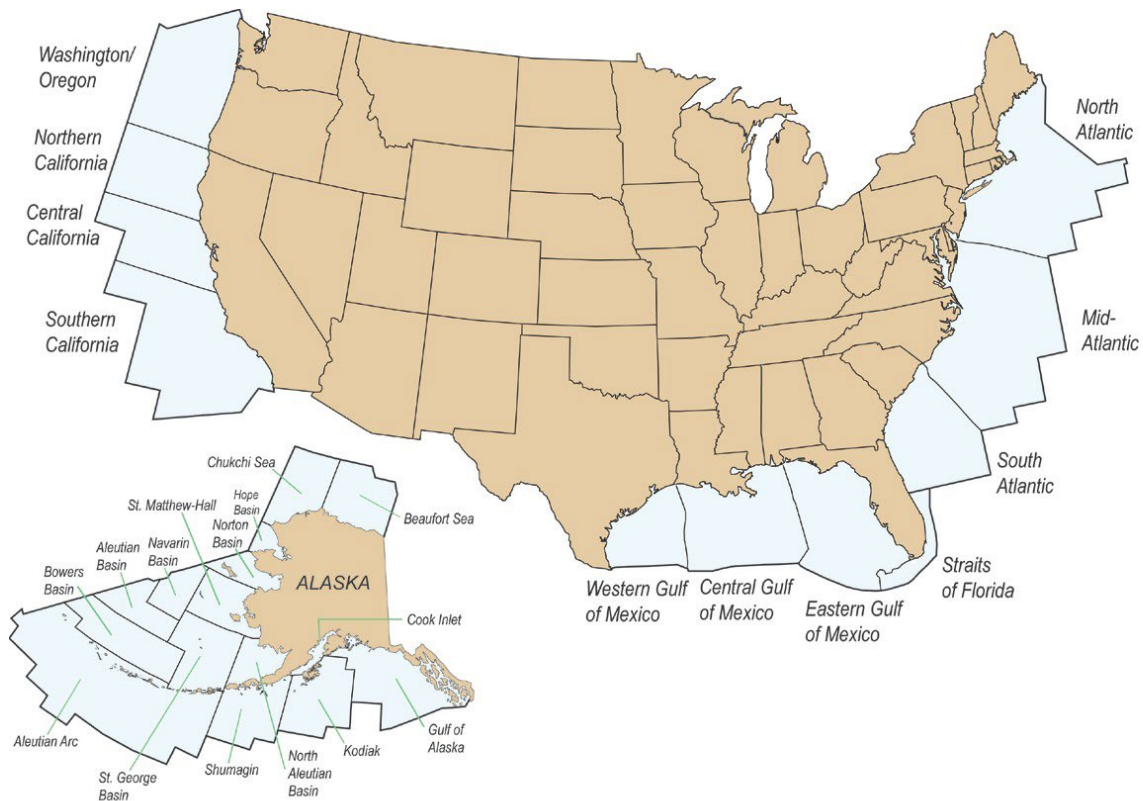 Washington/
Oregon
Northern
California
Central
California
Southern
California
North
Atlantic
Mid-
Atlantic
South
Atlantic
Straits
of Florida
Western Gulf
of Mexico
Central Gulf
of Mexico
Eastern Gulf
of Mexico
Chukchi Sea
Beaufort Sea
Hope
Basin
St. Matthew-Hall
Norton
Basin
Navarin
Basin
Aleutian
Basin
Bowers
Basin
ALASKA
Cook Inlet
Aleutian Arc
St. George
Basin
Shumagin
North
Aleutian
Basin
Kodiak
Gulf of
Alaska